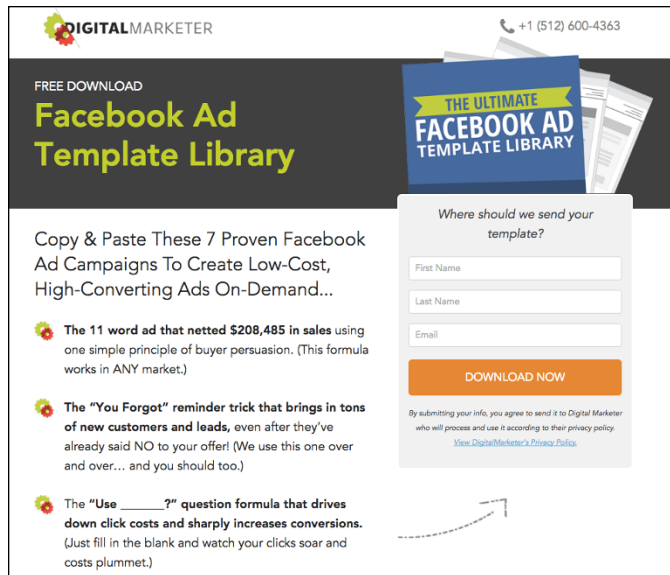 DIGITALMARKETER
+1 (512) 600-4363
FREE DOWNLOAD
Facebook Ad
Template Library
THE ULTIMATE
FACEBOOK AD
TEMPLATE LIBRARY
Copy & Paste These 7 Proven Facebook
Ad Campaigns To Create Low-Cost,
High-Converting Ads On-Demand...
The 11 word ad that netted $208,485 in sales using
one simple principle of buyer persuasion. (This formula
works in ANY market.)
The “You Forgot” reminder trick that brings in tons
of new customers and leads, even after they’ve
already said NO to your offer! (We use this one over
and over… and you should too.)
The “Use ______?” question formula that drives
down click costs and sharply increases conversions.
(Just fill in the blank and watch your clicks soar and
costs plummet.)
Where should we send your
template?
First Name
Last Name
Email
DOWNLOAD NOW
By submitting your info, you agree to send it to Digital Marketer
who will process and use it according to their privacy policy.
View DigitalMarketer's Privacy Policy.